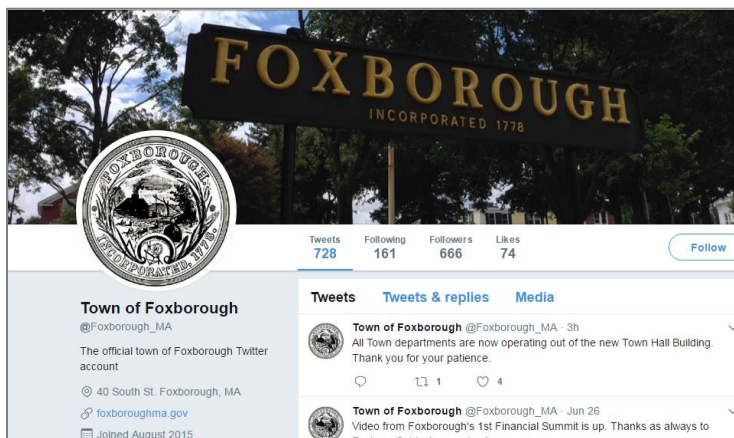 FOXBOROUGH
INCORPORATED 1778
FOXBOROUGH
INCORPORATED, 1778.
Tweets Following Followers Likes
728 161 666 74
Follow
Town of Foxborough
@Foxborough_MA
The official town of Foxborough Twitter
account
40 South St. Foxborough, MA
foxboroughma.gov
Joined August 2015
Tweets Tweets & replies Media
Town of Foxborough @Foxborough_MA · 3h
All Town departments are now operating out of the new Town Hall Building.
Thank you for your patience.
1 4
Town of Foxborough @Foxborough_MA · Jun 26
Video from Foxborough's 1st Financial Summit is up. Thanks as always to